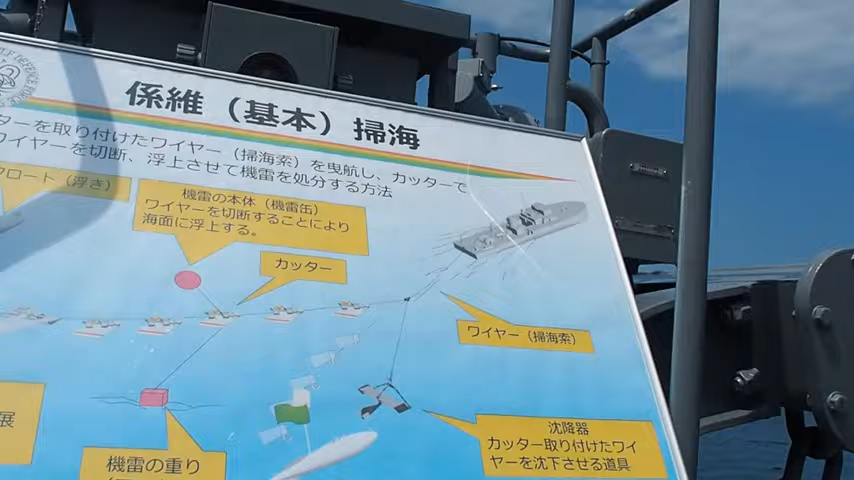 係維（基本）掃海
ターを取り付けたワイヤー（掃海索）を曳航し、カッターで
ワイヤーを切断、浮上させて機雷を処分する方法
フロート（浮き）
機雷の本体（機雷缶）
ワイヤーを切断することにより
海面に浮上する。
カッター
ワイヤー（掃海索）
展
沈降器
カッター取り付けたワイ
ヤーを沈下させる道具
機雷の重り